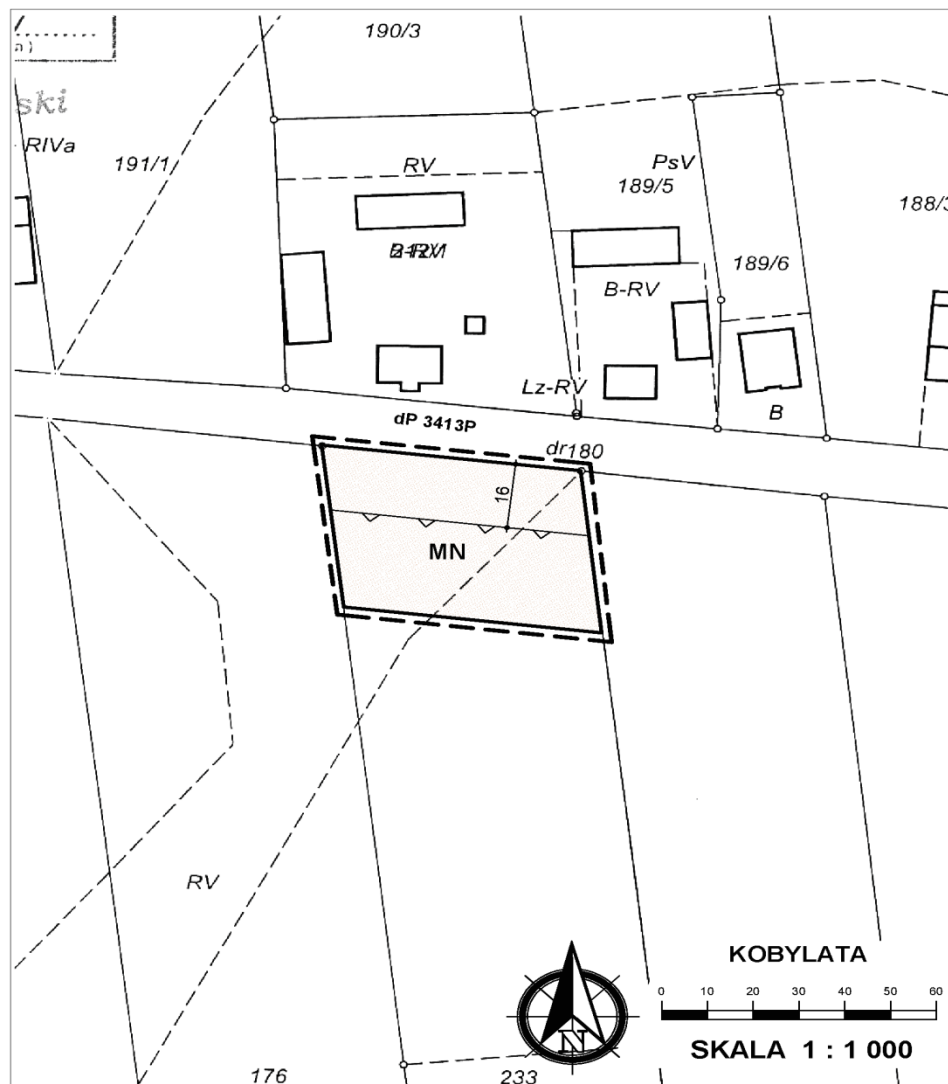 190/3
ski
RIVa
191/1
RV
PsV
189/5
188/3
189/6
B-RV
Lz-RV
B
dP 3413P
dr180
16
MN
RV
KOBYLATA
0 10 20 30 40 50 60
N
SKALA 1 : 1 000
176
233